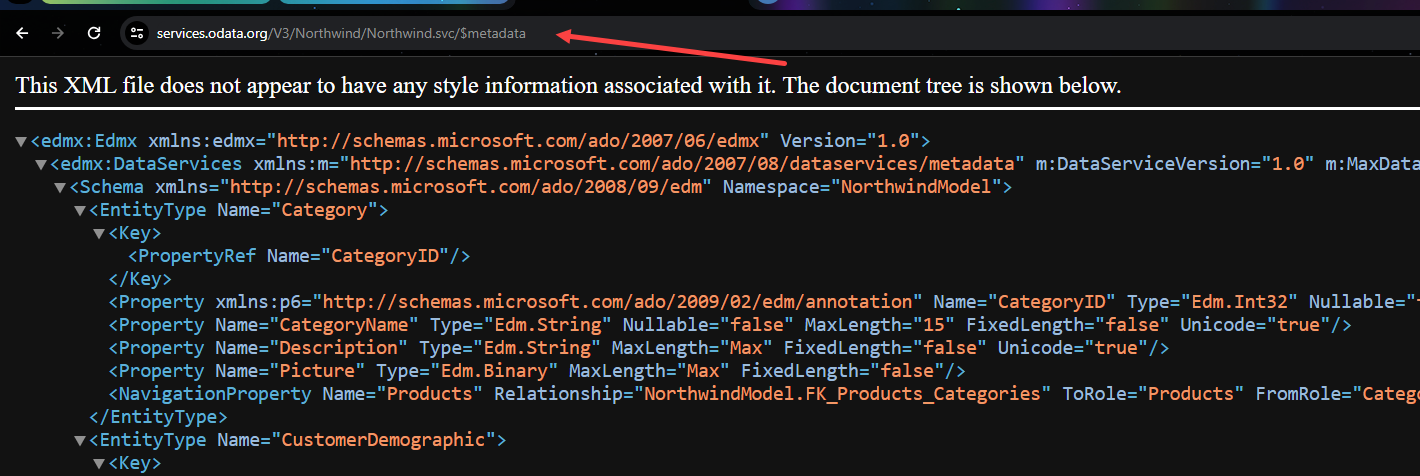 services.odata.org/V3/Northwind/Northwind.svc/$metadata
This XML file does not appear to have any style information associated with it. The document tree is shown below.
▼<edmx:Edmx xmlns:edmx="http://schemas.microsoft.com/ado/2007/06/edmx" Version="1.0">
▼<edmx:DataServices xmlns:m="http://schemas.microsoft.com/ado/2007/08/dataservices/metadata" m:DataServiceVersion="1.0" m:MaxData
▼<Schema xmlns="http://schemas.microsoft.com/ado/2008/09/edm" Namespace="NorthwindModel">
▼<EntityType Name="Category">
▼<Key>
<PropertyRef Name="CategoryID"/>
</Key>
<Property xmlns:p6="http://schemas.microsoft.com/ado/2009/02/edm/annotation" Name="CategoryID" Type="Edm.Int32" Nullable="
<Property Name="CategoryName" Type="Edm.String" Nullable="false" MaxLength="15" FixedLength="false" Unicode="true"/>
<Property Name="Description" Type="Edm.String" MaxLength="Max" FixedLength="false" Unicode="true"/>
<Property Name="Picture" Type="Edm.Binary" MaxLength="Max" FixedLength="false"/>
<NavigationProperty Name="Products" Relationship="NorthwindModel.FK_Products_Categories" ToRole="Products" FromRole="Categ
</EntityType>
▼<EntityType Name="CustomerDemographic">
▼<Key>